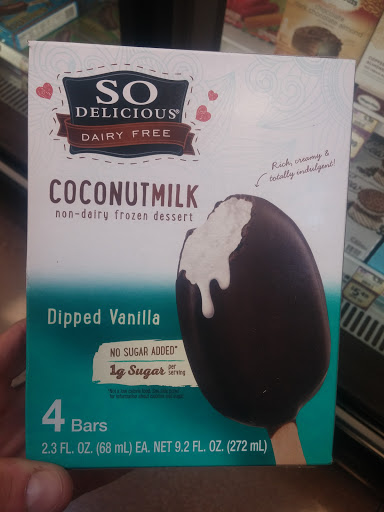 SO
DELICIOUS®
DAIRY FREE
Rich, creamy &
totally indulgent!
COCONUTMILK
non-dairy frozen dessert
Dipped Vanilla
NO SUGAR ADDED*
1g Sugar per
serving
4 Bars
2.3 FL. OZ. (68 mL) EA. NET 9.2 FL. OZ. (272 mL)